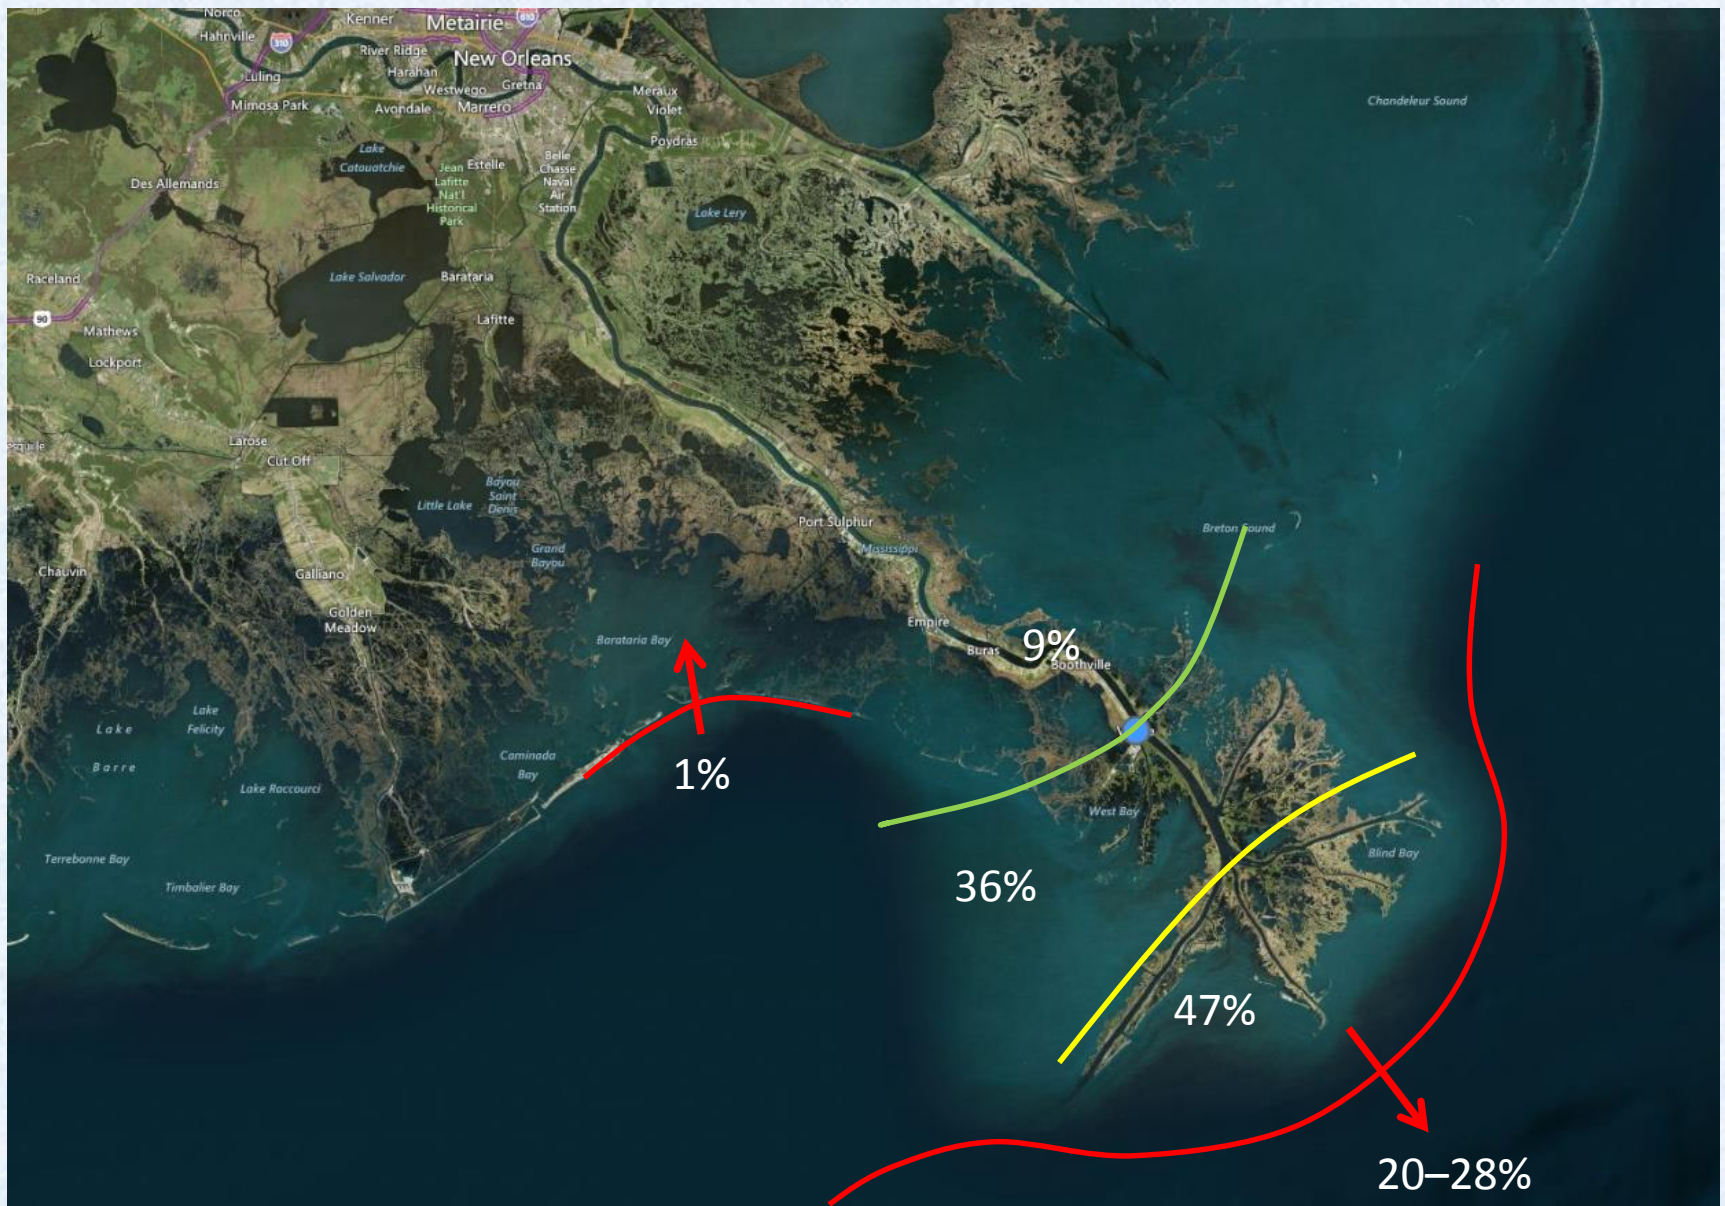 Norco
Kenner
Metairie
610
Hahnville
310
River Ridge
New Orleans
Luling
Harahan
Westwego
Gretna
Meraux
Mimosa Park
Avondale
Marrero
Violet
Chandeleur Sound
Poydras
Lake
Catouatchie
Jean
Lafitte
Nat'l
Historical
Park
Estelle
Belle
Chasse
Naval
Air
Station
Des Allemands
Lake Lery
Raceland
Lake Salvador
Barataria
90
Mathews
Lafitte
Lockport
Larose
Cut Off
Little Lake
Bayou
Saint
Denis
Port Sulphur
Breton Sound
Mississippi
Grand
Bayou
Chauvin
Galliano
Golden
Meadow
Empire
Barataria Bay
Buras
9%
Boothville
Lake
Felicity
Lake
Barre
Caminada
Bay
1%
Lake Raccourci
West Bay
Terrebonne Bay
Blind Bay
Timbalier Bay
36%
47%
20–28%